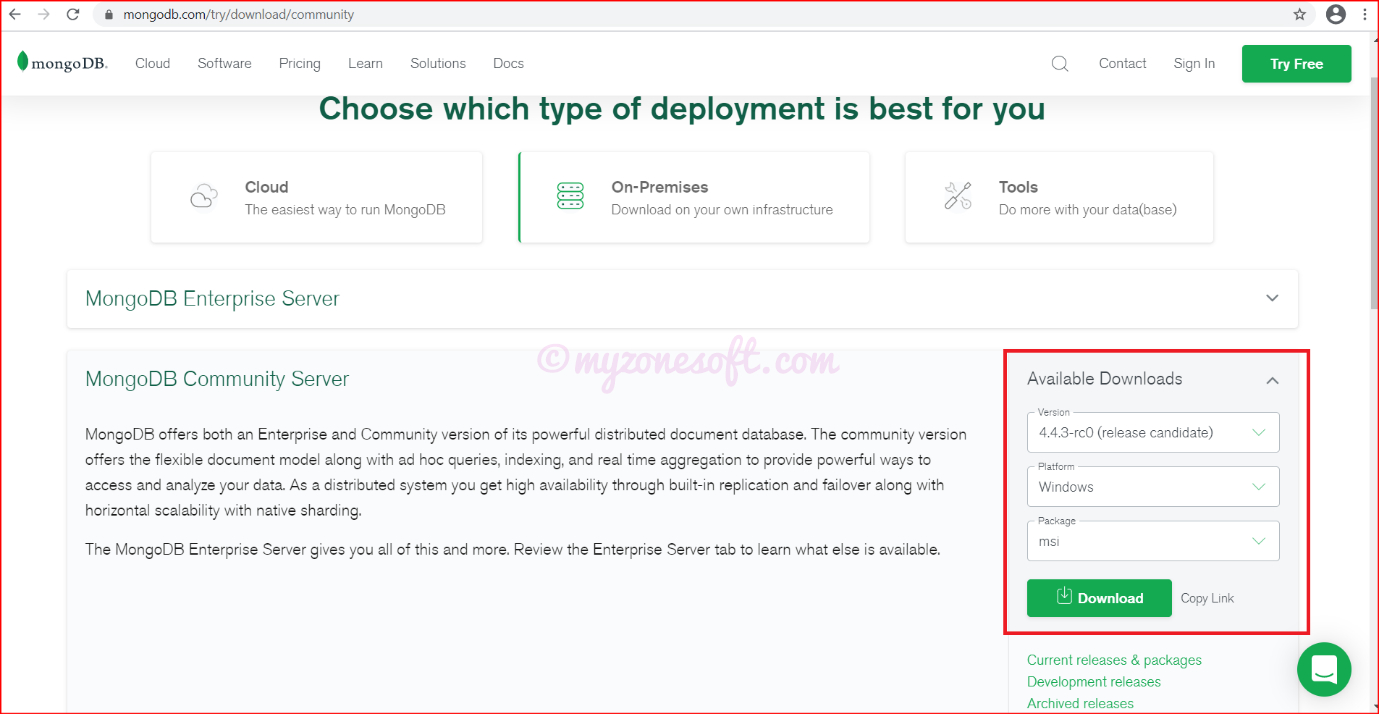 mongodb.com/try/download/community
mongoDB.
Cloud Software Pricing Learn Solutions Docs Contact Sign In Try Free
Choose which type of deployment is best for you
Cloud
The easiest way to run MongoDB
On-Premises
Download on your own infrastructure
Tools
Do more with your data(base)
MongoDB Enterprise Server
©myzonesoft.com
MongoDB Community Server
MongoDB offers both an Enterprise and Community version of its powerful distributed document database. The community version
offers the flexible document model along with ad hoc queries, indexing, and real time aggregation to provide powerful ways to
access and analyze your data. As a distributed system you get high availability through built-in replication and failover along with
horizontal scalability with native sharding.
The MongoDB Enterprise Server gives you all of this and more. Review the Enterprise Server tab to learn what else is available.
Available Downloads
Version
4.4.3-rc0 (release candidate)
Platform
Windows
Package
msi
Download Copy Link
Current releases & packages
Development releases
Archived releases